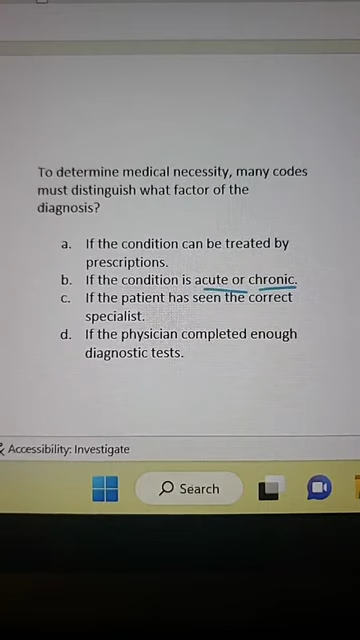 To determine medical necessity, many codes
must distinguish what factor of the
diagnosis?
a. If the condition can be treated by
prescriptions.
b. If the condition is acute or chronic.
c. If the patient has seen the correct
specialist.
d. If the physician completed enough
diagnostic tests.
Accessibility: Investigate
Search